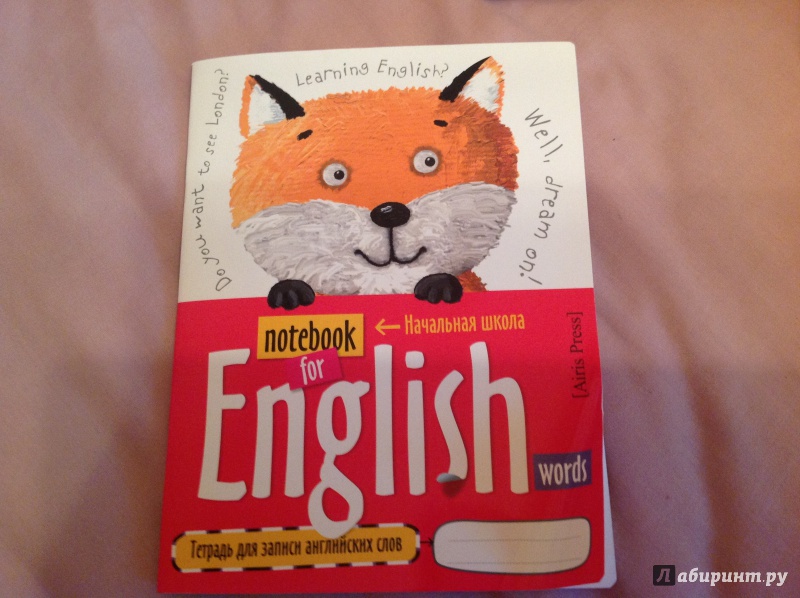 Do you want to see London?
Learning English?
Well, dream on!
notebook
← Начальная школа
for
English
words
[Airis Press]
Тетрадь для записи английских слов
Лабиринт.ру